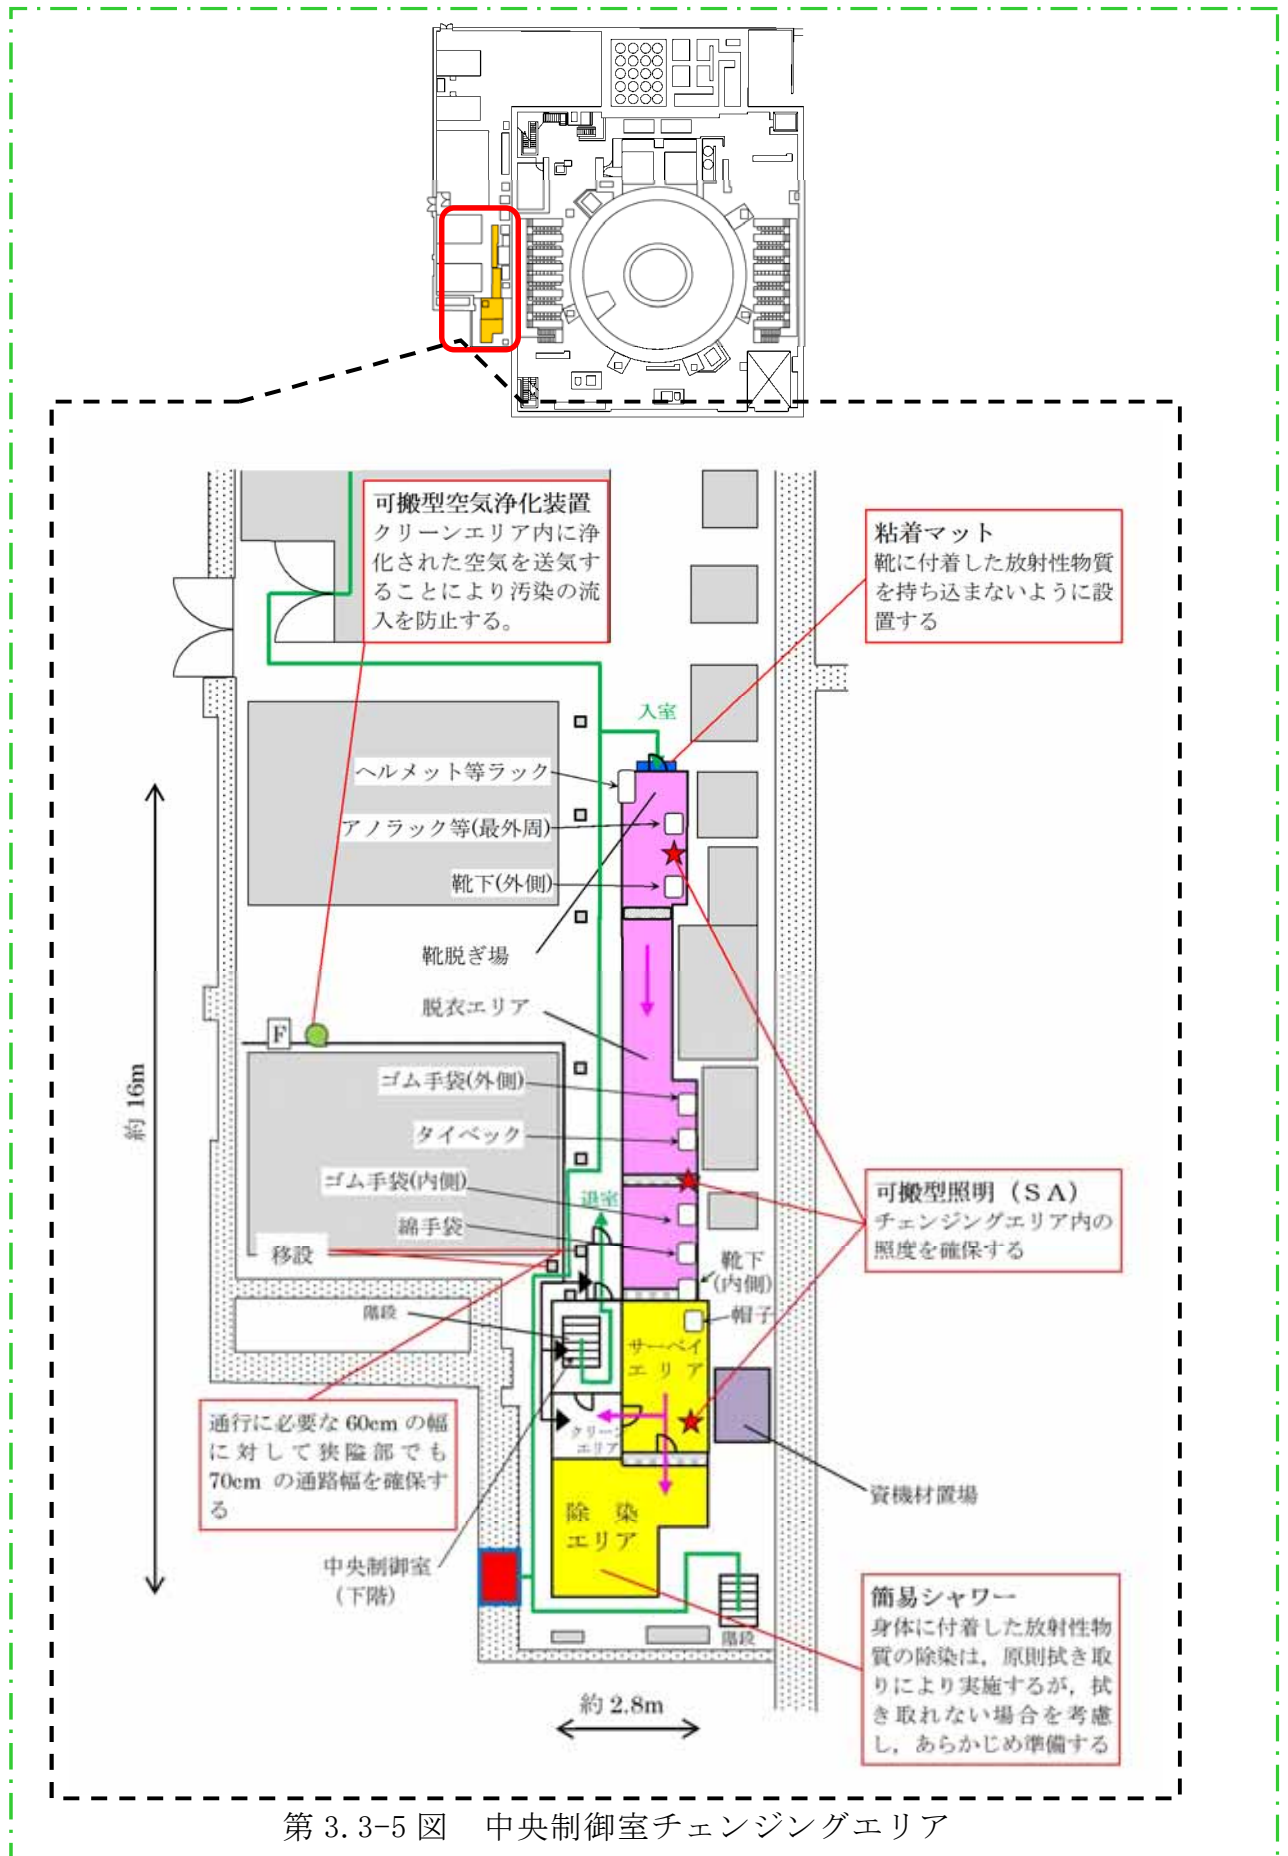 可搬型空気浄化装置
クリーンエリア内に浄
化された空気を送気す
ることにより汚染の流
入を防止する。
粘着マット
靴に付着した放射性物質
を持ち込まないように設
置する
入室
ヘルメット等ラック
アノラック等(最外周)
靴下(外側)
靴脱ぎ場
脱衣エリア
F
約 16m
ゴム手袋(外側)
タイベック
ゴム手袋(内側)
退室
綿手袋
移設
可搬型照明（ＳＡ）
チェンジングエリア内の
照度を確保する
靴下
(内側)
帽子
階段
サーベイ
エリア
クリーン
エリア
通行に必要な 60cm の幅
に対して狭隘部でも
70cm の通路幅を確保す
る
資機材置場
除 染
エリア
中央制御室
(下階)
階段
簡易シャワー
身体に付着した放射性物
質の除染は，原則拭き取
りにより実施するが，拭
き取れない場合を考慮
し，あらかじめ準備する
約 2.8m
第 3.3-5 図　中央制御室チェンジングエリア